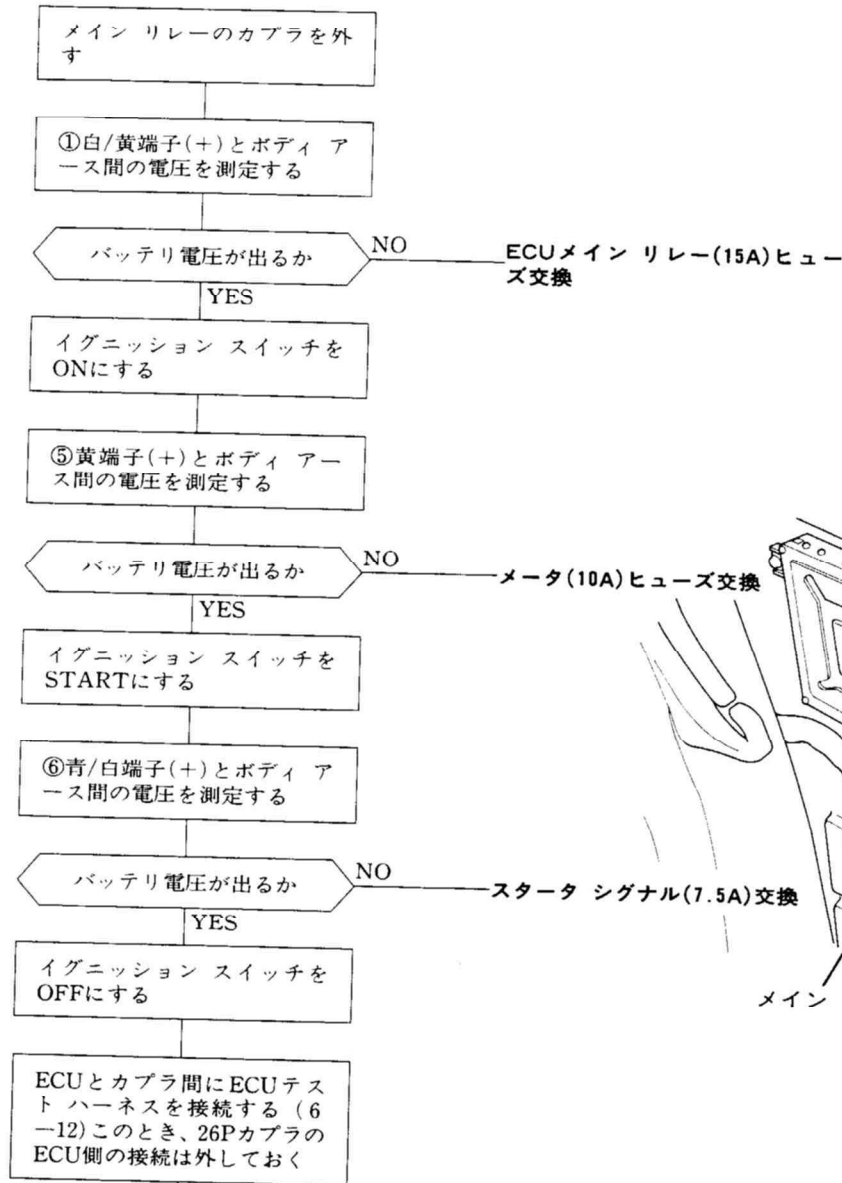 メイン リレーのカプラを外
す
①白/黄端子(+)とボディ ア
ース間の電圧を測定する
バッテリ電圧が出るか
NO
ECUメイン リレー(15A)ヒュー
ズ交換
YES
イグニッション スイッチを
ONにする
⑤黄端子(+)とボディ アー
ス間の電圧を測定する
バッテリ電圧が出るか
NO
メータ(10A)ヒューズ交換
YES
イグニッション スイッチを
STARTにする
⑥青/白端子(+)とボディ ア
ース間の電圧を測定する
バッテリ電圧が出るか
NO
スタータ シグナル(7.5A)交換
YES
イグニッション スイッチを
OFFにする
メイン
ECUとカプラ間にECUテス
ト ハーネスを接続する (6
—12)このとき、26Pカプラの
ECU側の接続は外しておく